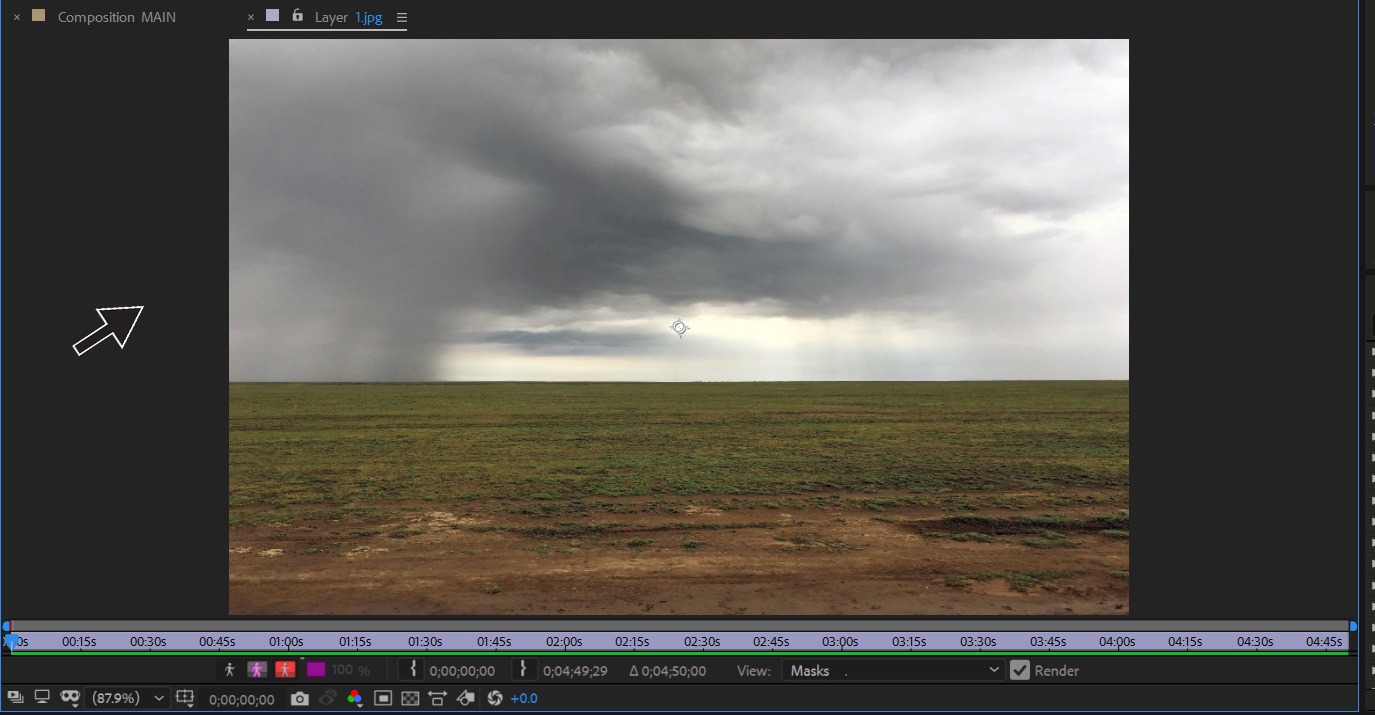 × Composition MAIN × Layer 1.jpg
00:15s 00:30s 00:45s 01:00s 01:15s 01:30s 01:45s 02:00s 02:15s 02:30s 02:45s 03:00s 03:15s 03:30s 03:45s 04:00s 04:15s 04:30s 04:45s
100 % 0;00;00;00 0;04;49;29 Δ 0;04;50;00 View: Masks Render
(87.9%) 0;00;00;00 +0.0